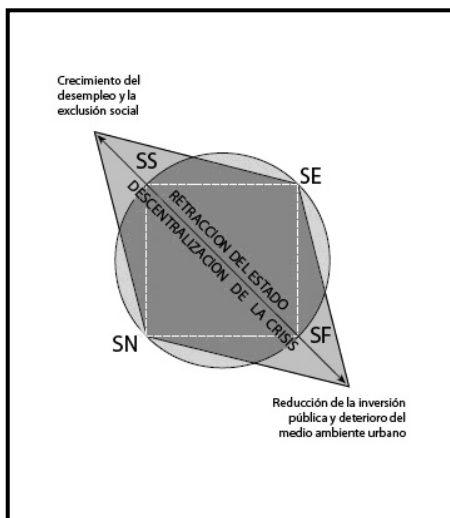 Crecimiento del
desempleo y la
exclusión social
SS
SE
RETRACCION DEL ESTADO
DESCENTRALIZACION DE LA CRISIS
SN
SF
Reducción de la inversión
pública y deterioro del
medio ambiente urbano